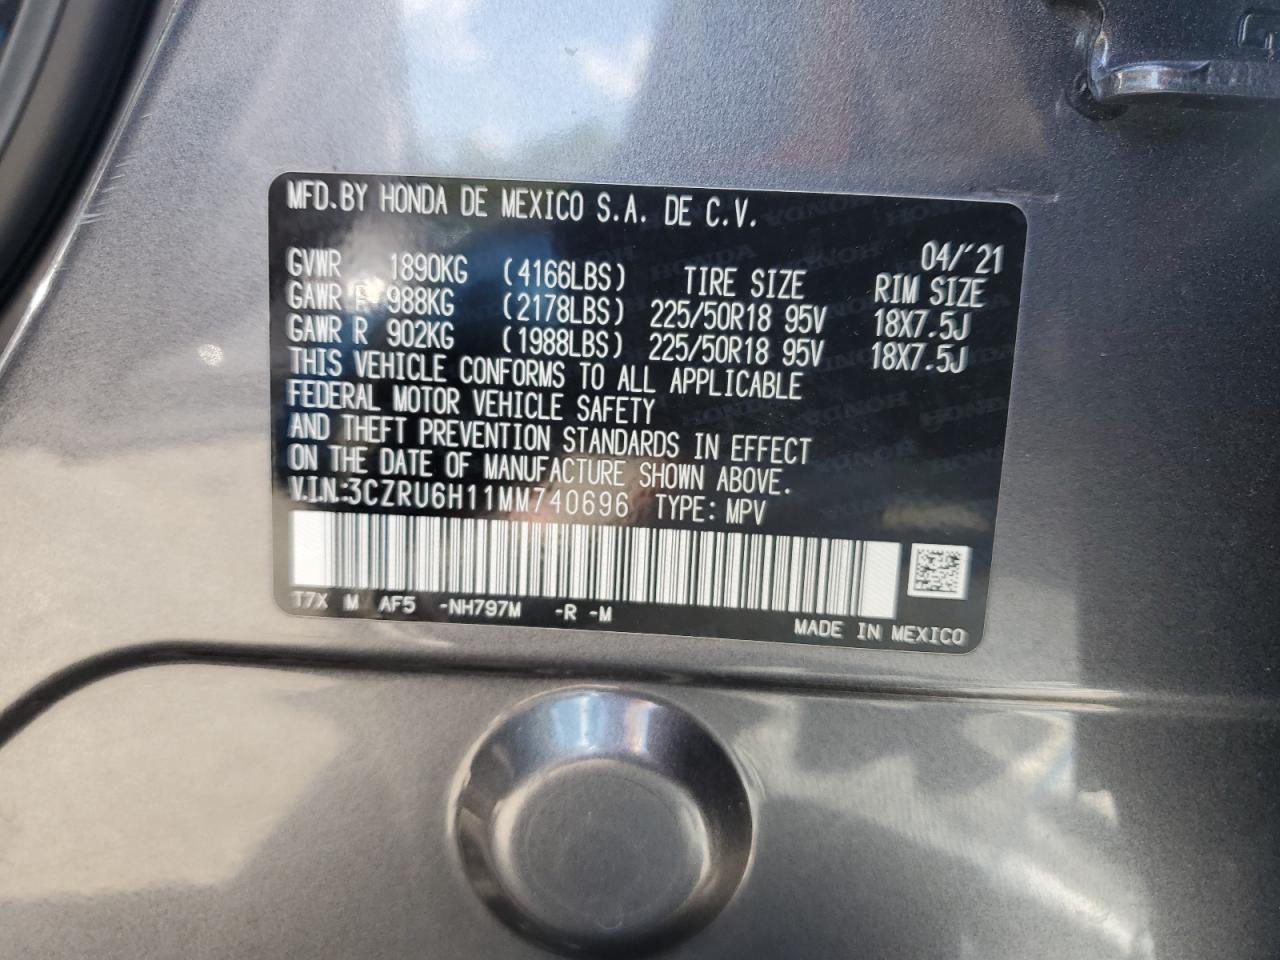 MFD.BY HONDA DE MEXICO S.A. DE C.V.
04/'21
GVWR 1890KG (4166LBS) TIRE SIZE RIM SIZE
GAWR F 988KG (2178LBS) 225/50R18 95V 18X7.5J
GAWR R 902KG (1988LBS) 225/50R18 95V 18X7.5J
THIS VEHICLE CONFORMS TO ALL APPLICABLE
FEDERAL MOTOR VEHICLE SAFETY
AND THEFT PREVENTION STANDARDS IN EFFECT
ON THE DATE OF MANUFACTURE SHOWN ABOVE.
V.I.N.:3CZRU6H11MM740696 TYPE: MPV
T7X M AF5 -NH797M -R -M
MADE IN MEXICO